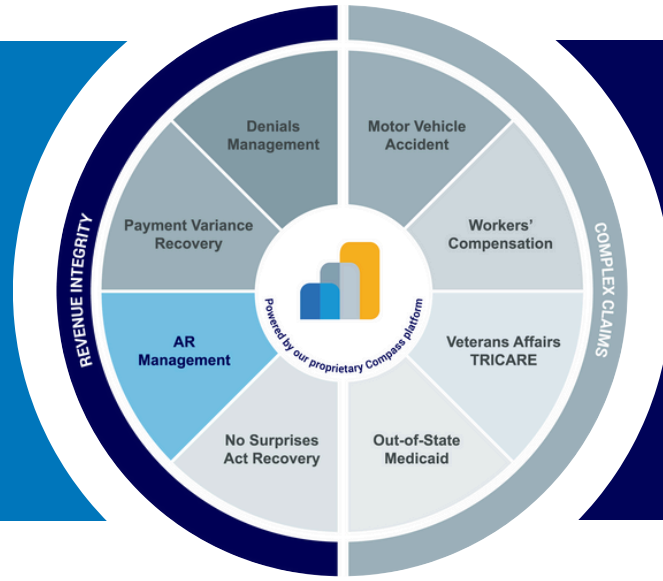 Denials
Management
Motor Vehicle
Accident
Payment Variance
Recovery
Workers'
Compensation
REVENUE INTEGRITY
COMPLEX CLAIMS
Powered by our proprietary Compass platform
AR
Management
Veterans Affairs
TRICARE
No Surprises
Act Recovery
Out-of-State
Medicaid